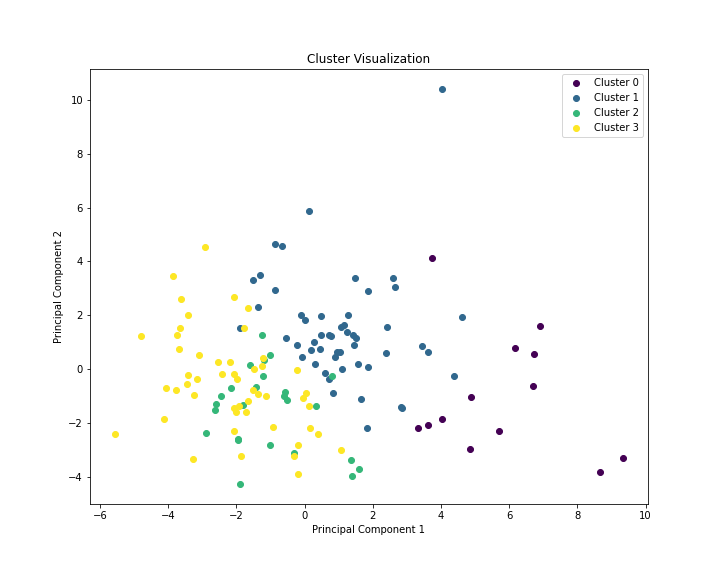 Cluster Visualization
Cluster 0
Cluster 1
Cluster 2
Cluster 3
Principal Component 2
10
8
6
4
2
0
−2
−4
−6
−4
−2
0
2
4
6
8
10
Principal Component 1